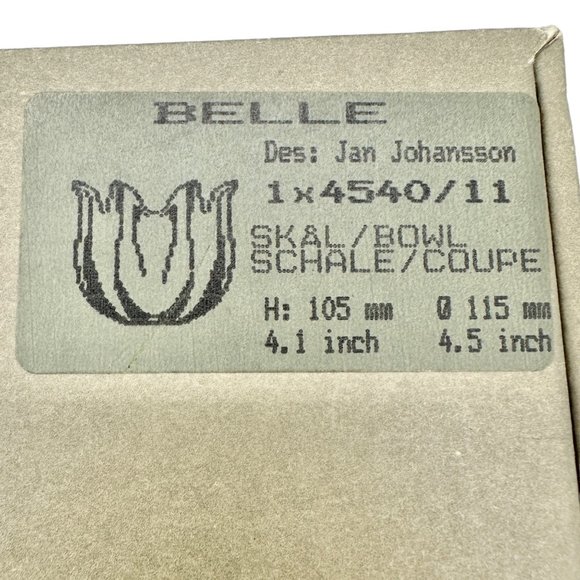 BELLE
Des: Jan Johansson
1x4540/11
SKÅL/BOWL
SCHALE/COUPE
H: 105 mm Ø 115 mm
4.1 inch 4.5 inch